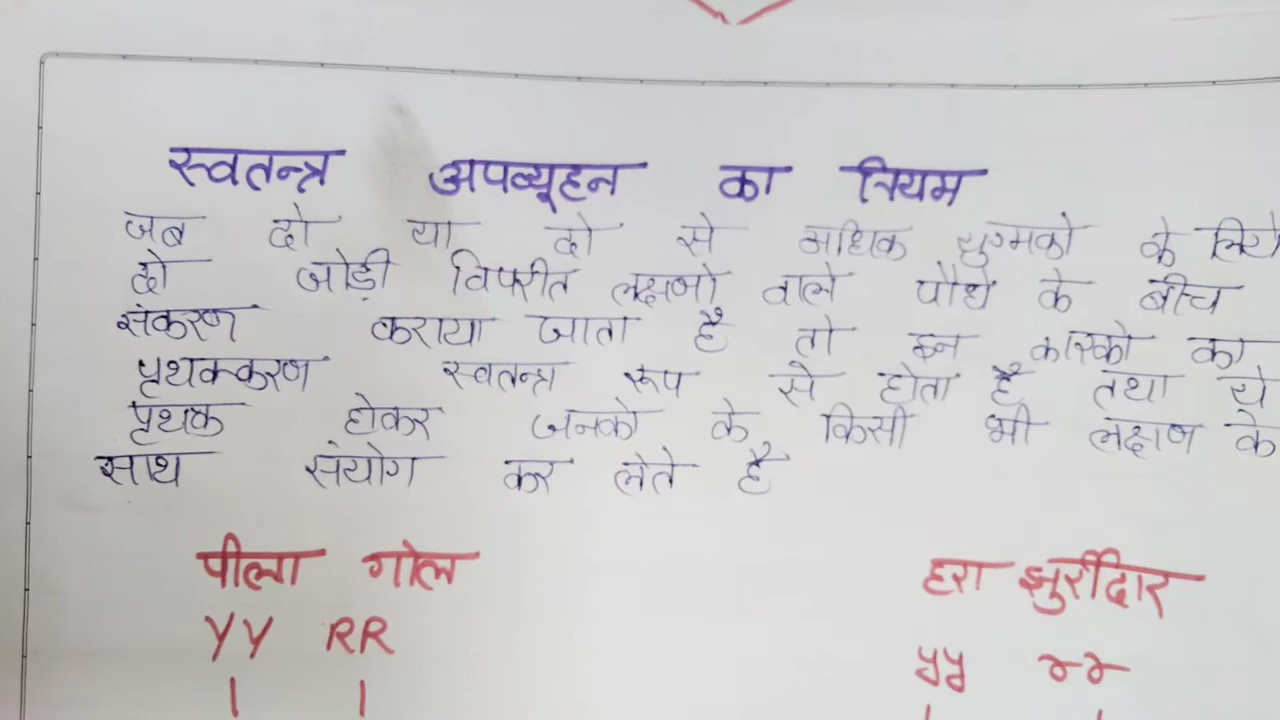 स्वतन्त्र अपव्यूहन का नियम
जब दो या दो से अधिक युग्मको के लिये
दो जोड़ी विपरीत लक्षणो वाले पौधे के बीच
संकरण कराया जाता है तो इन कारको का
पृथक्करण स्वतन्त्र रूप से होता है तथा ये
पृथक होकर जनको के किसी भी लक्षण के
साथ संयोग कर लेते है
पीला गोल हरा झुर्रीदार
YY RR yy rr